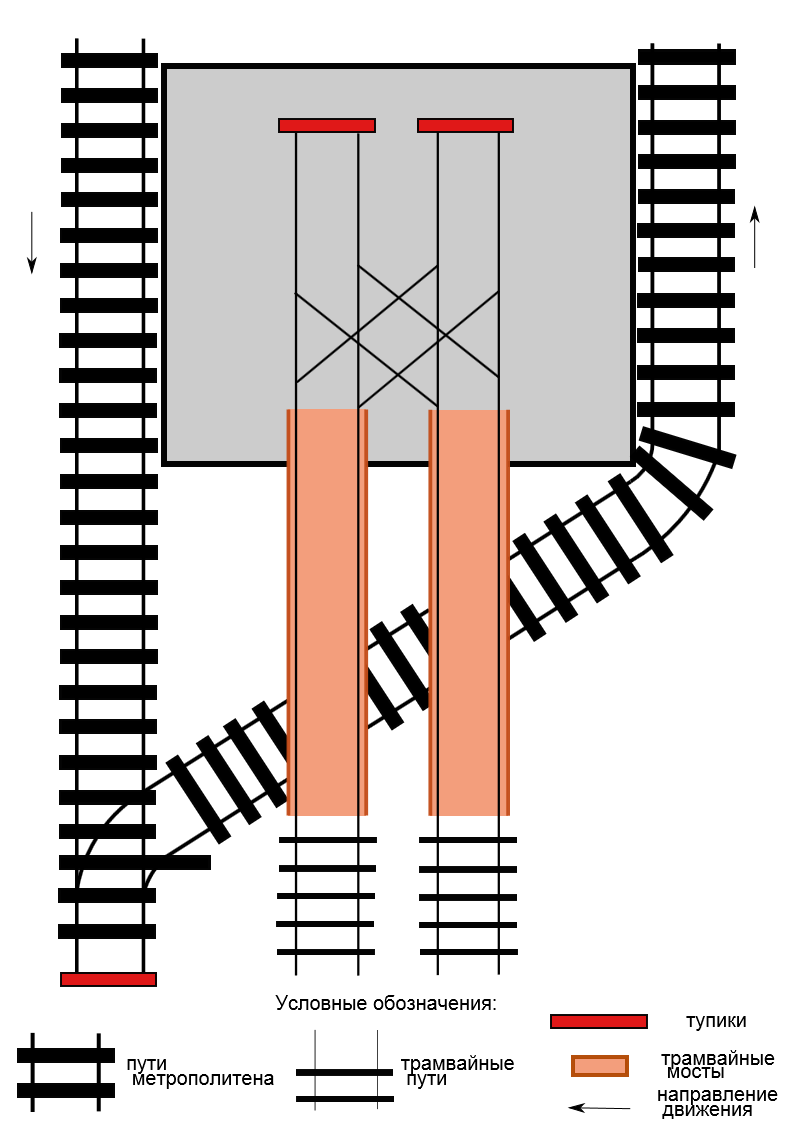 Условные обозначения:
пути
метрополитена
трамвайные
пути
тупики
трамвайные
мосты
направление
движения